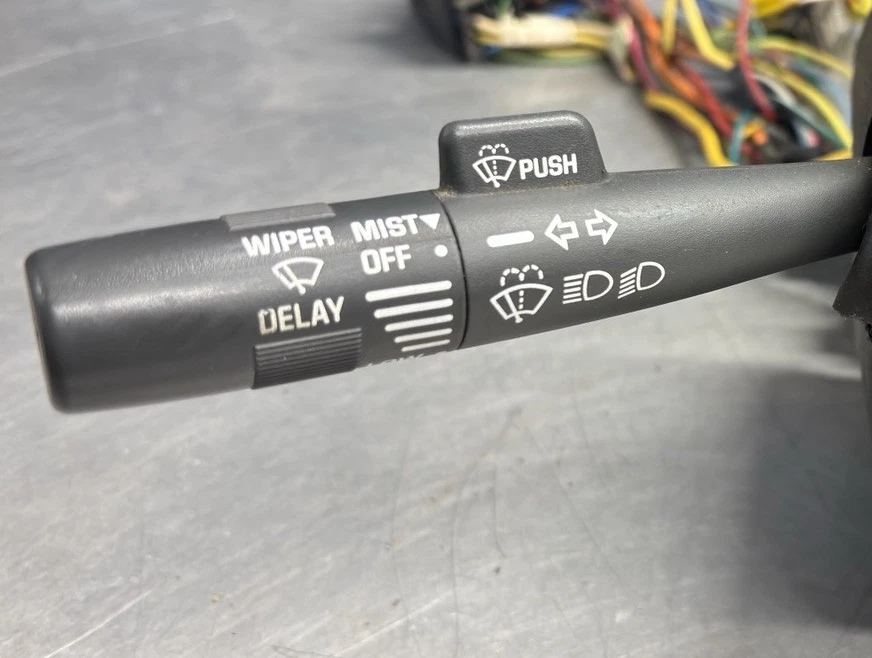 PUSH
WIPER
MIST
OFF
DELAY